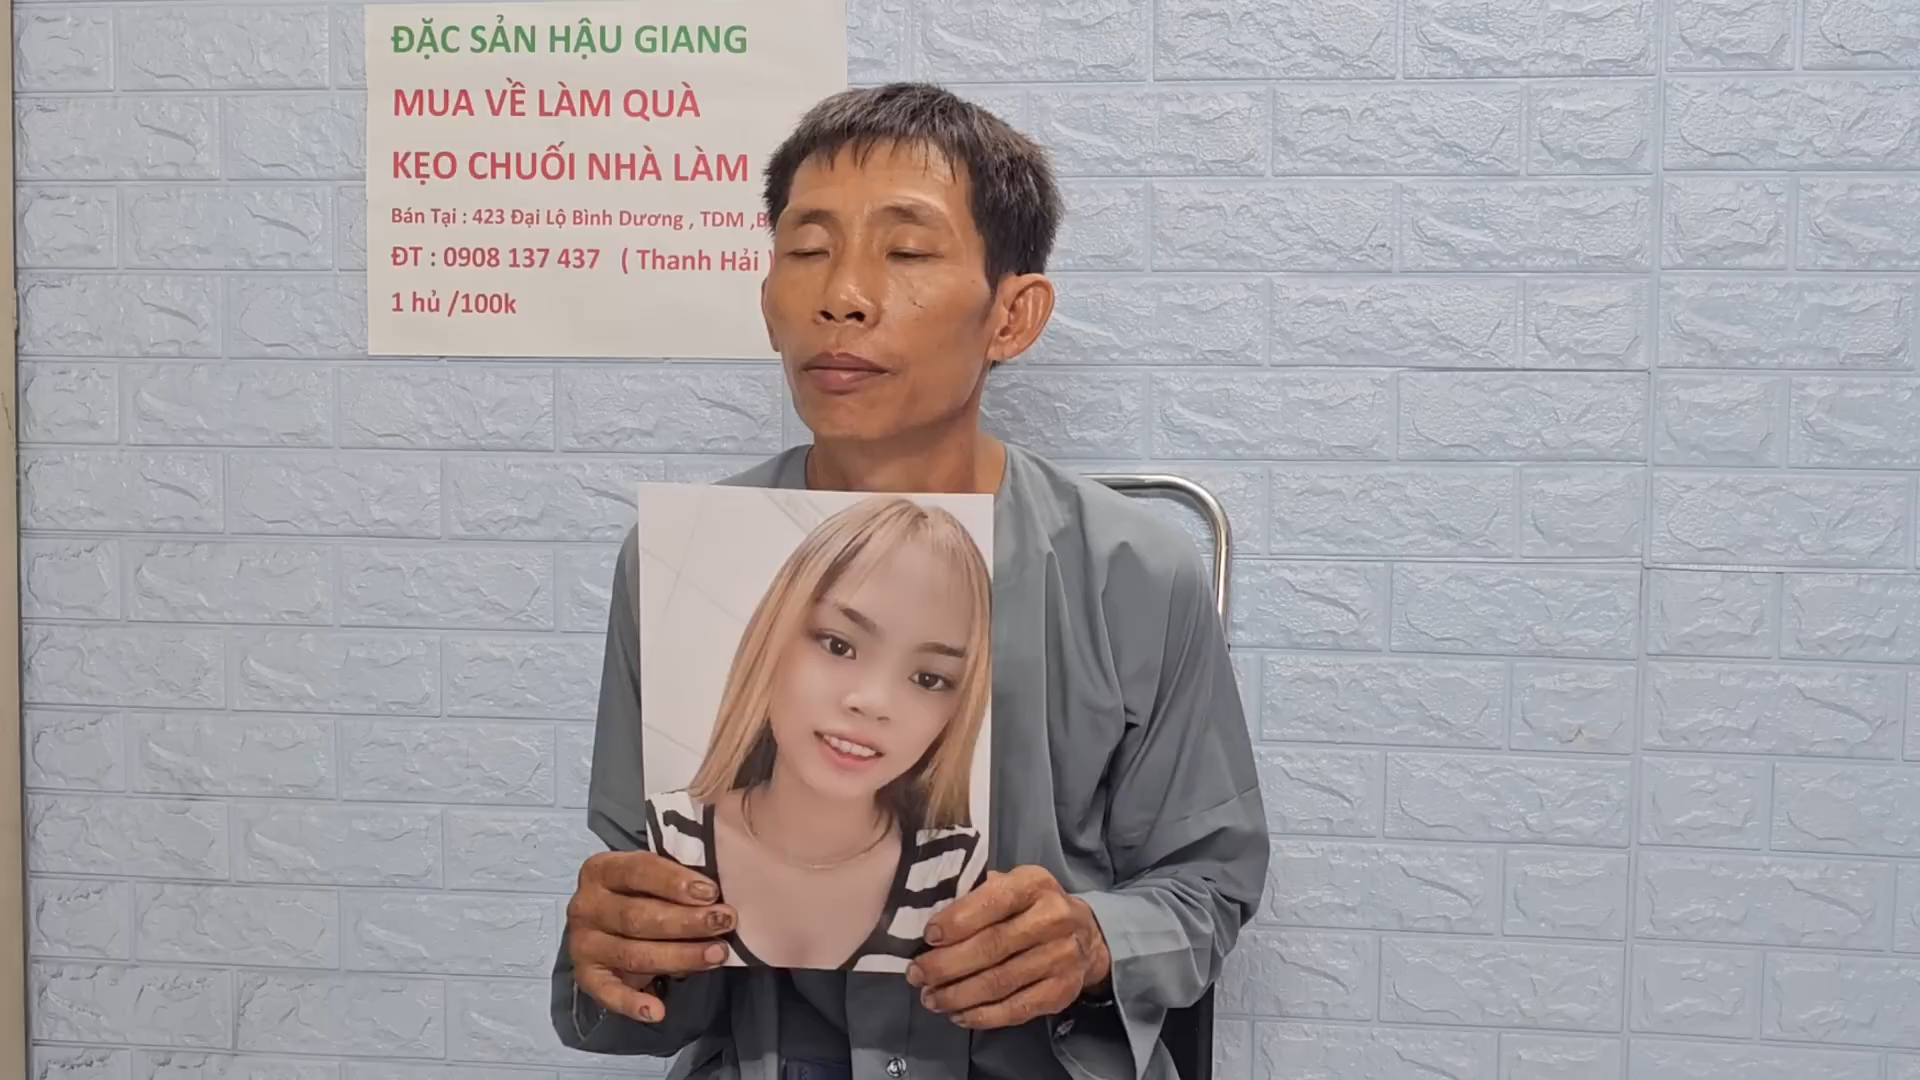 ĐẶC SẢN HẬU GIANG
MUA VỀ LÀM QUÀ
KẸO CHUỐI NHÀ LÀM
Bán Tại : 423 Đại Lộ Bình Dương , TDM ,B
ĐT : 0908 137 437 ( Thanh Hải )
1 hủ /100k